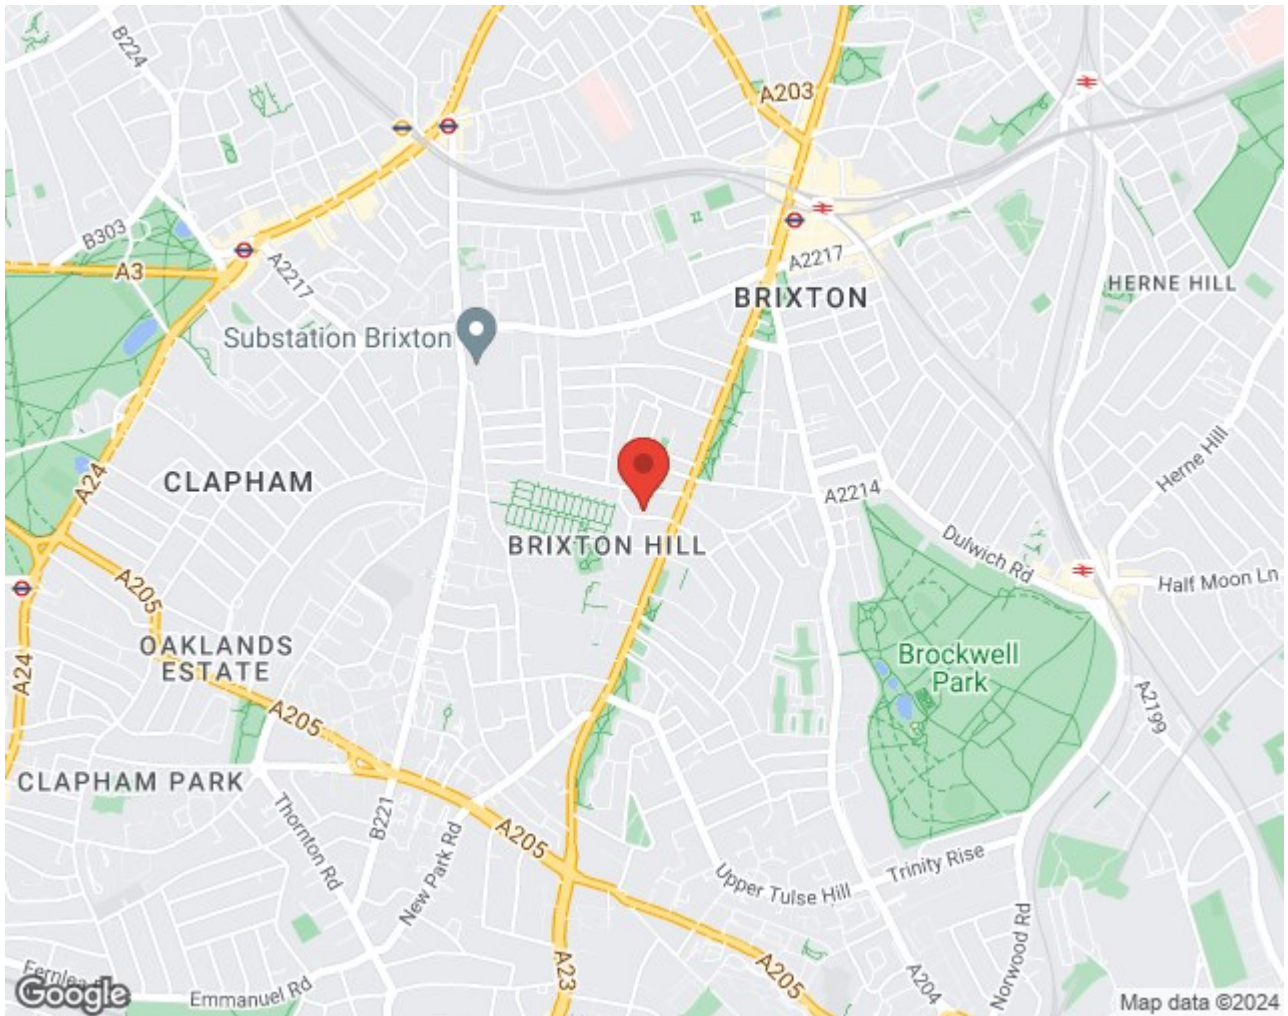 B224
A203
B303
A3
A2217
A2217
BRIXTON
HERNE HILL
Substation Brixton
CLAPHAM
A24
A2214
Herne Hill
BRIXTON HILL
Dulwich Rd
Half Moon Ln
A205
OAKLANDS
ESTATE
A24
Brockwell
Park
A205
A2199
CLAPHAM PARK
Thornton Rd
B221
New Park Rd
A205
Trinity Rise
Upper Tulse Hill
Norwood Rd
A23
A205
A204
Fernlea
Emmanuel Rd
Google
Map data ©2024